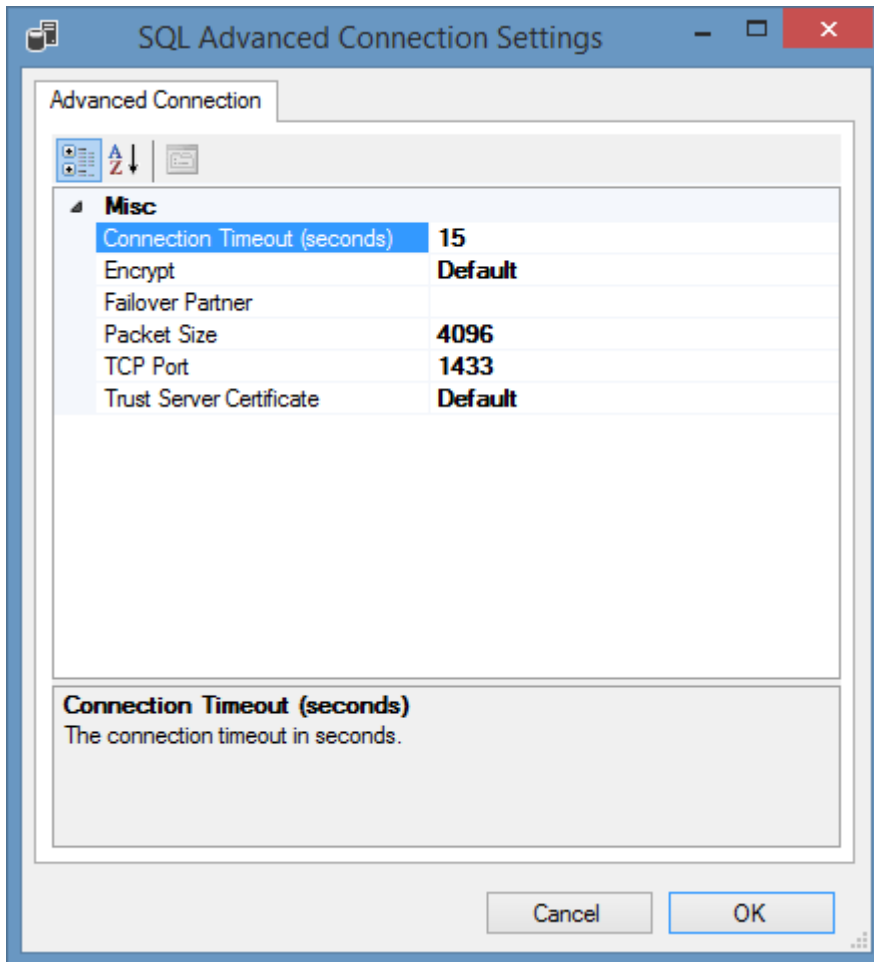 SQL Advanced Connection Settings
Advanced Connection
Misc
Connection Timeout (seconds) 15
Encrypt Default
Failover Partner
Packet Size 4096
TCP Port 1433
Trust Server Certificate Default
Connection Timeout (seconds)
The connection timeout in seconds.
Cancel OK